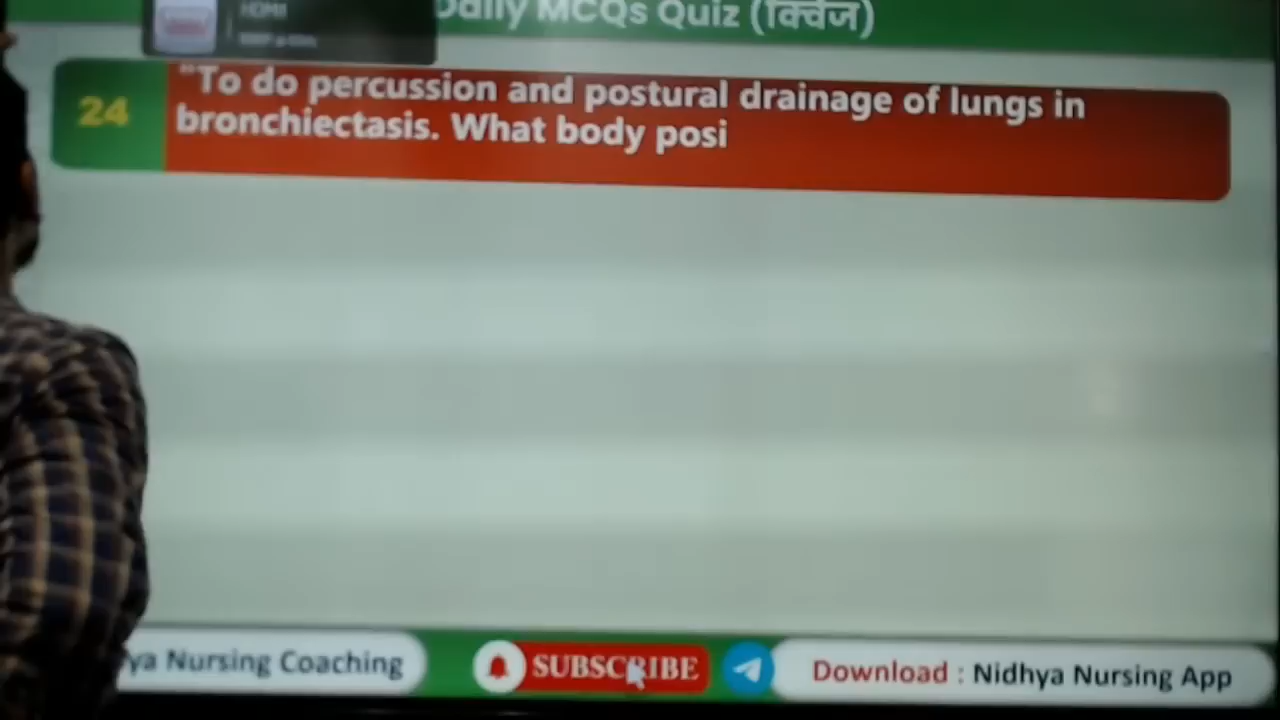 Daily MCQs Quiz (क्विज)
HDMI
24
"To do percussion and postural drainage of lungs in
bronchiectasis. What body posi
ya Nursing Coaching
SUBSCRIBE
Download : Nidhya Nursing App